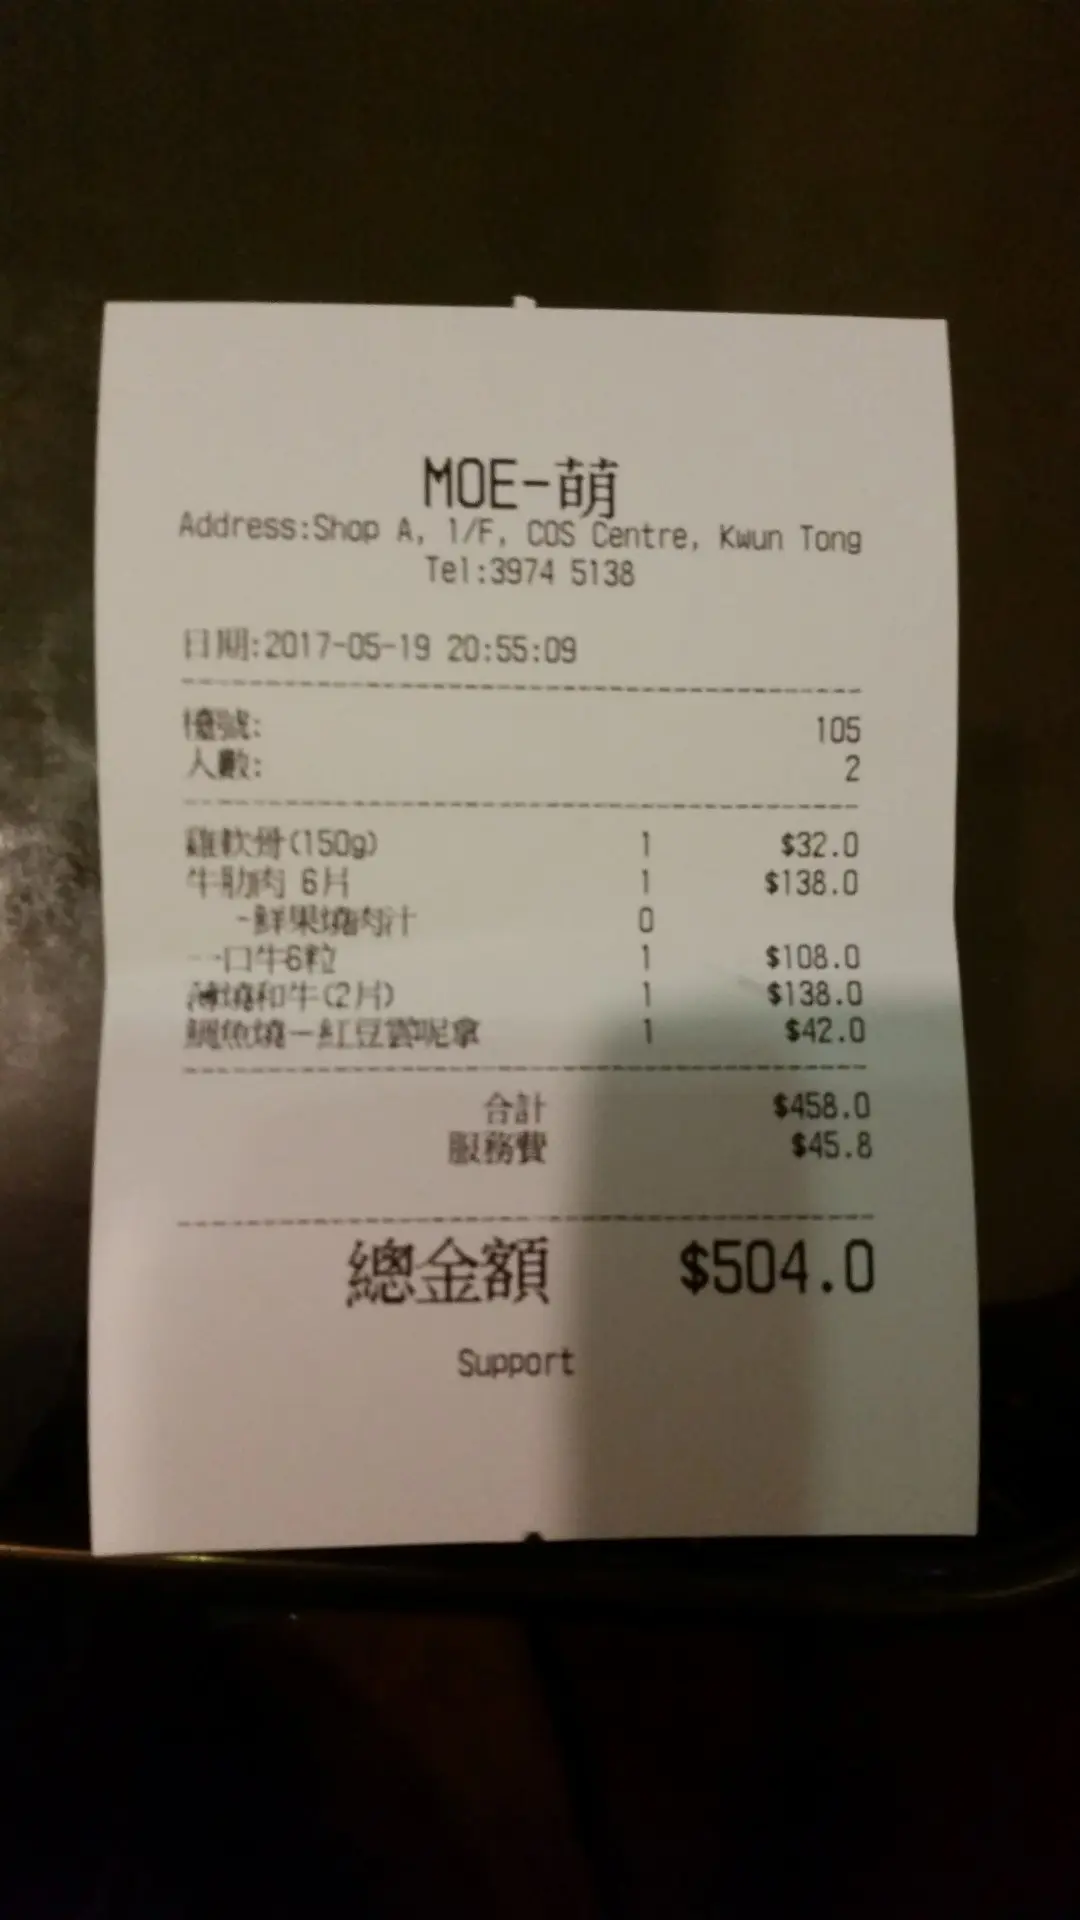 MOE-萌
Address:Shop A, 1/F, COS Centre, Kwun Tong
Tel:3974 5138
日期:2017-05-19 20:55:09
檯號: 105
人數: 2
雞軟骨(150g) 1 $32.0
牛肋肉 6片 1 $138.0
-鮮果燒肉汁 0
一口牛6粒 1 $108.0
薄燒和牛(2片) 1 $138.0
鯛魚燒－紅豆雲呢拿 1 $42.0
合計 $458.0
服務費 $45.8
總金額 $504.0
Support